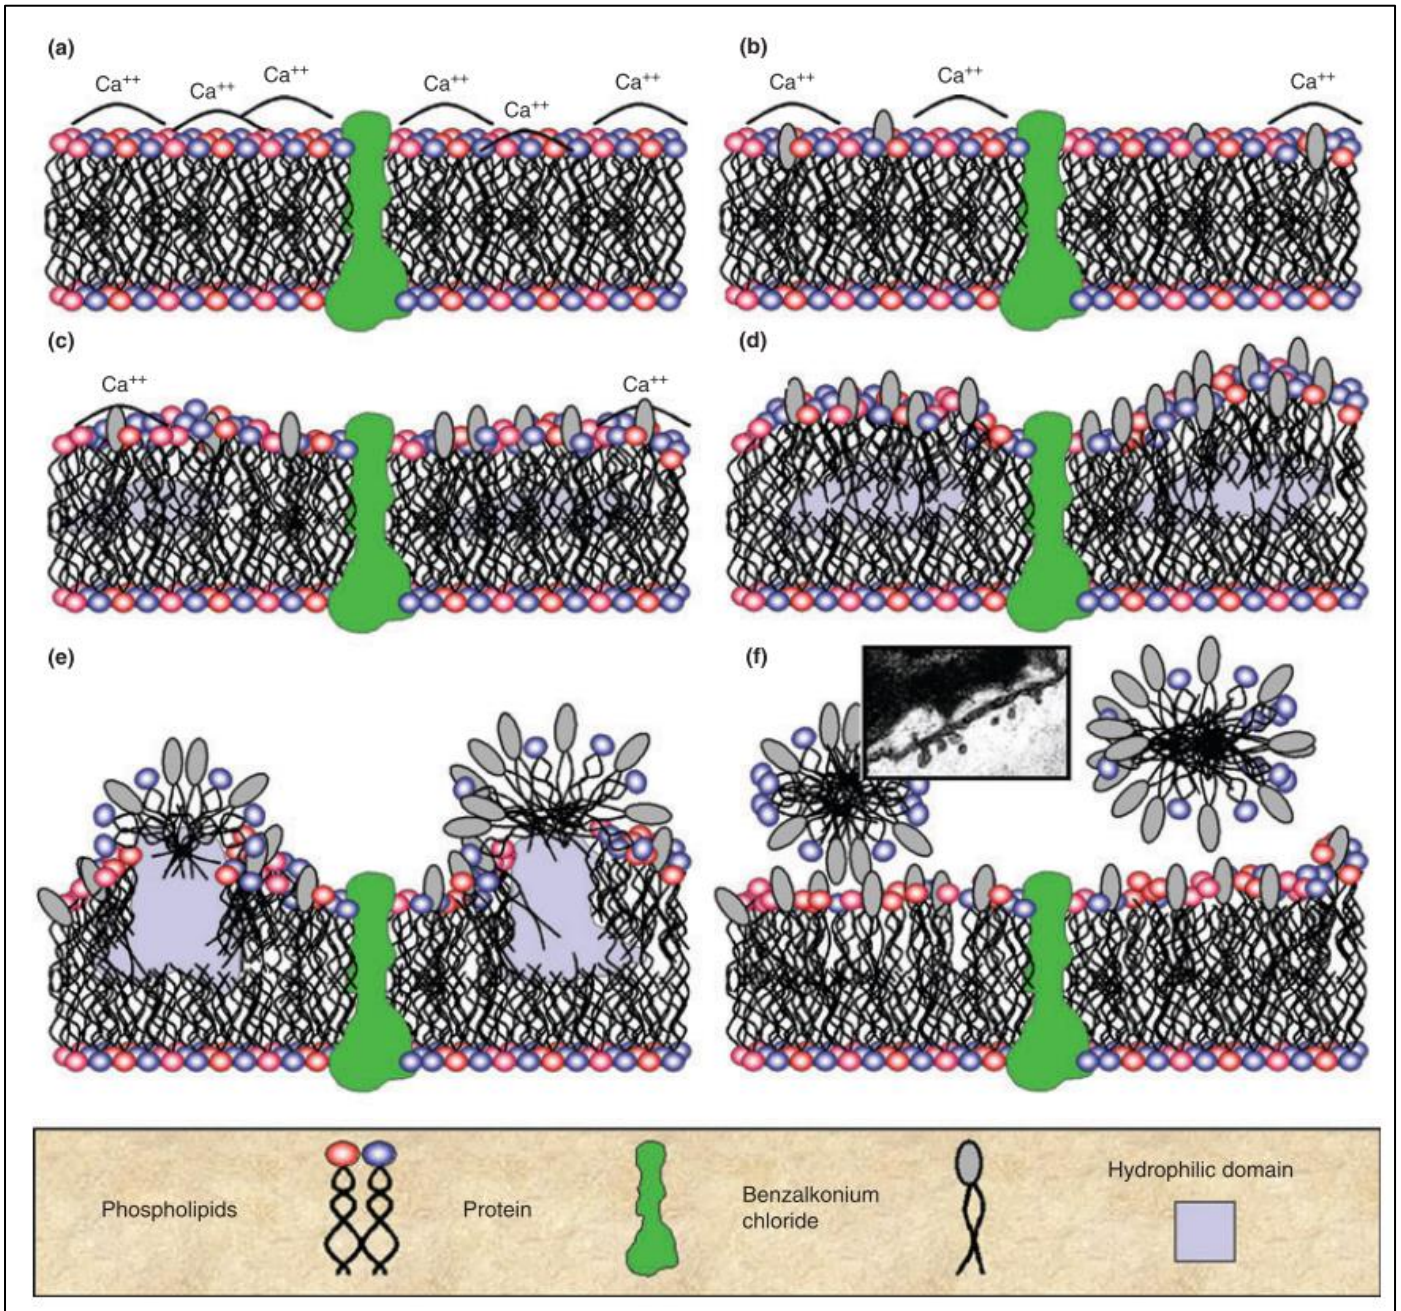 (a)
Ca++
Ca++
Ca++
Ca++
Ca++
Ca++
(b)
Ca++
Ca++
Ca++
(c)
Ca++
Ca++
(d)
(e)
(f)
Phospholipids
Protein
Benzalkonium
chloride
Hydrophilic domain